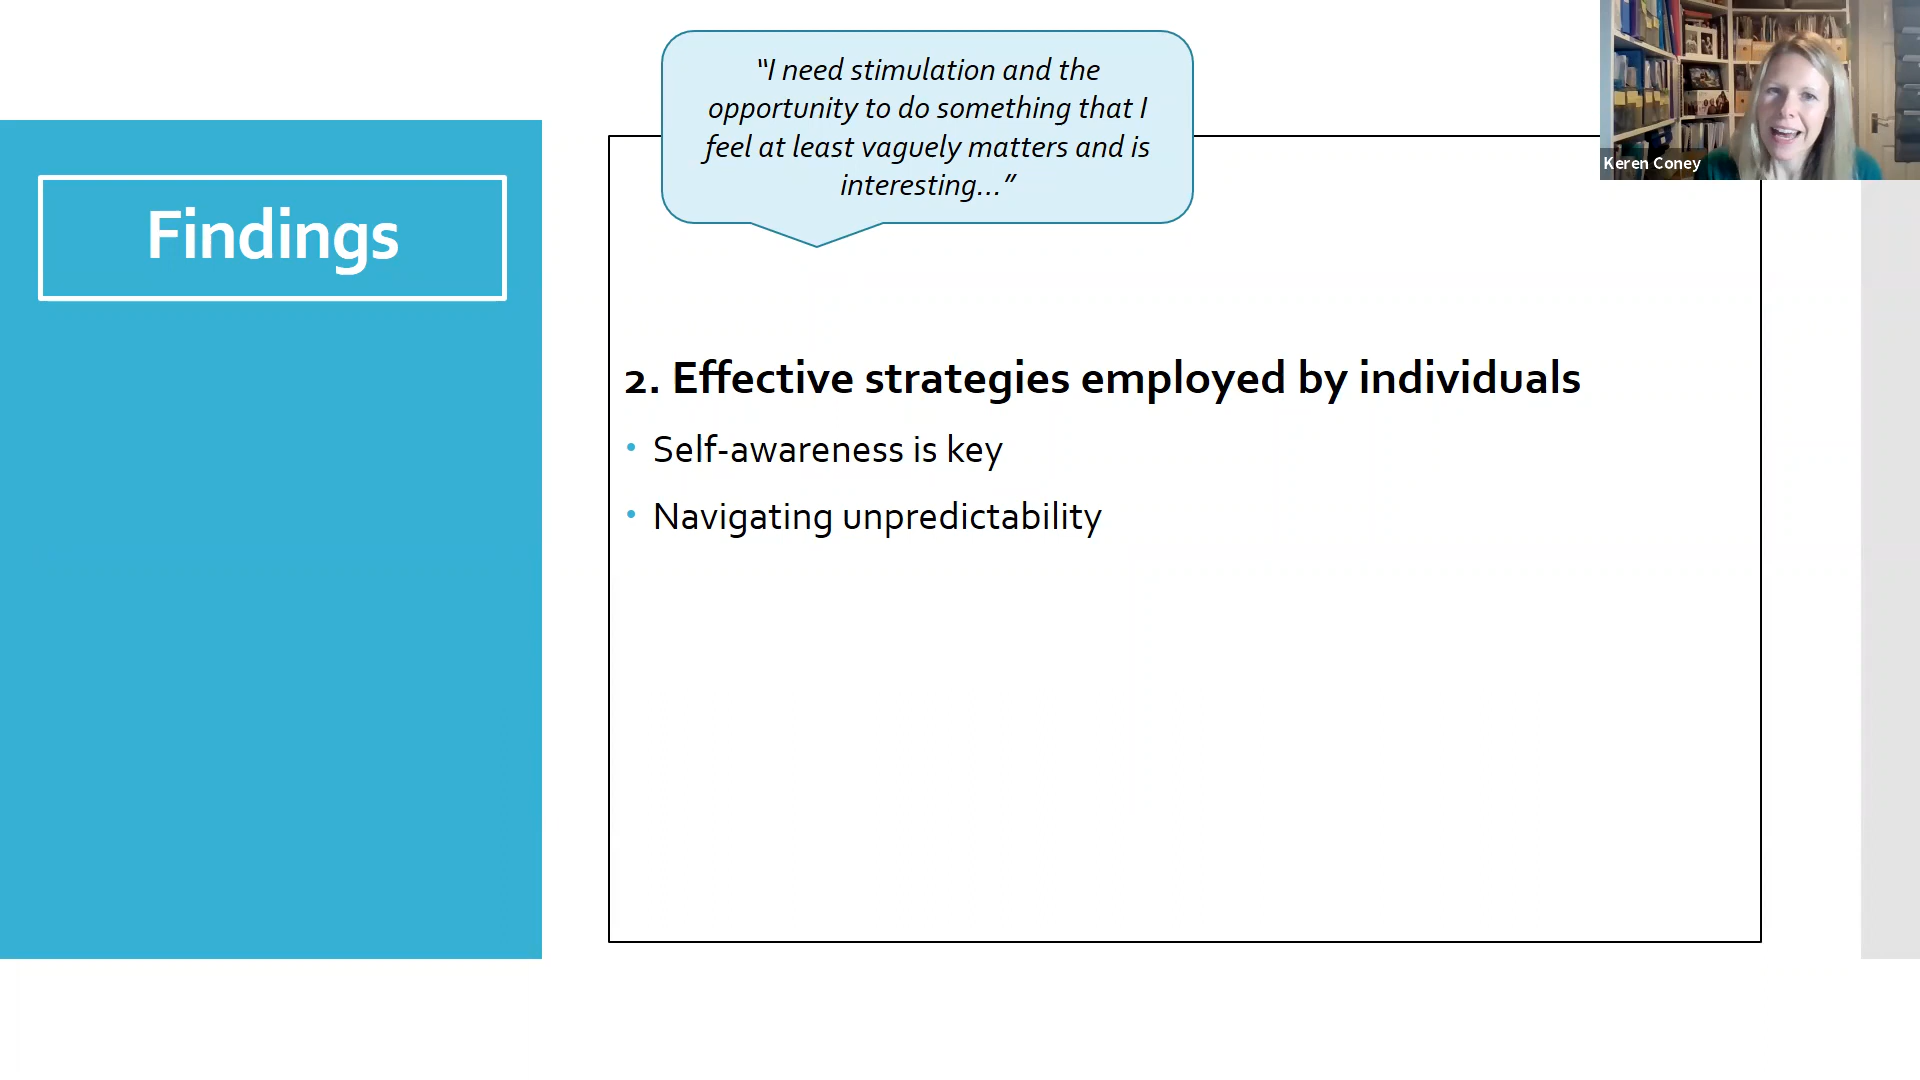 “I need stimulation and the
opportunity to do something that I
feel at least vaguely matters and is
interesting...”
Keren Coney
Findings
2. Effective strategies employed by individuals
• Self-awareness is key
• Navigating unpredictability